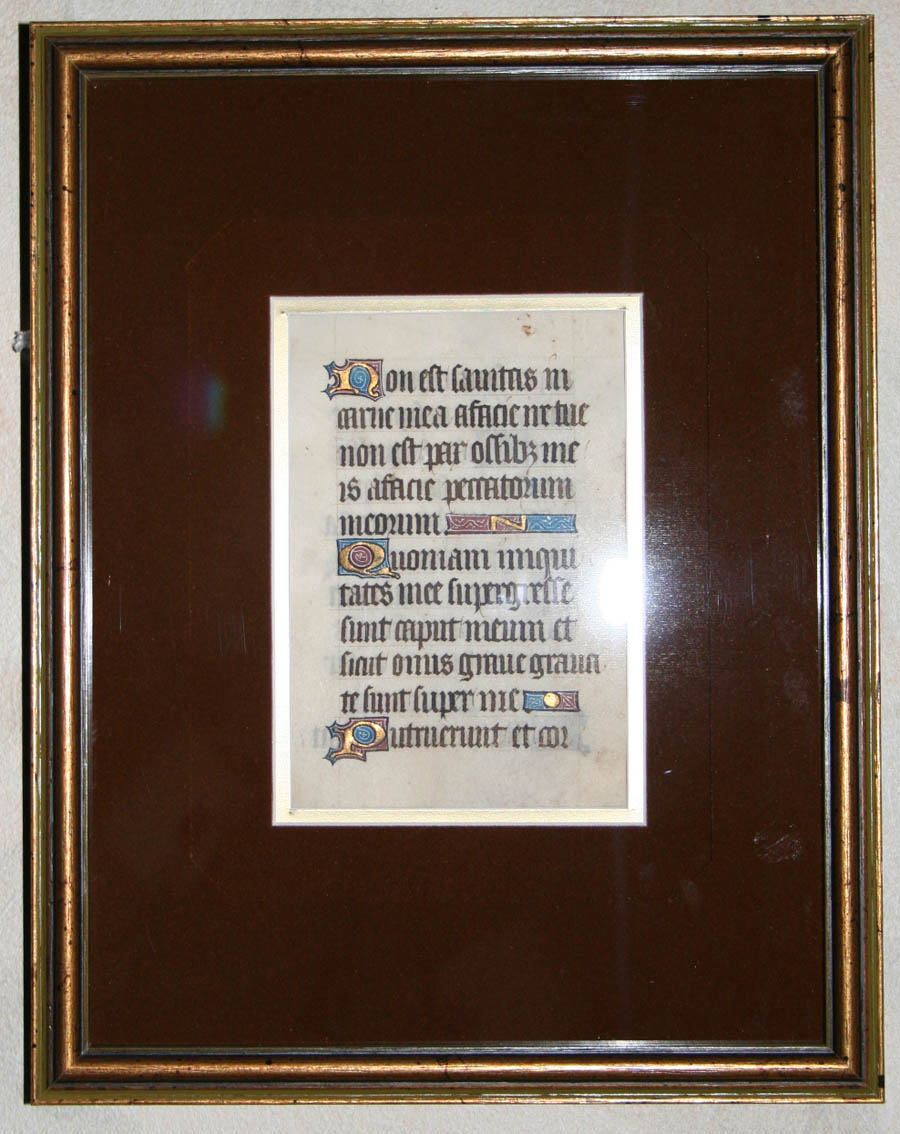 Non est sanitas in
carne mea a facie ire tue
non est pax ossibꝫ me
is a facie peccatorum
meorum
Quoniam iniqui
tates mee supergresse
sunt caput meum et
sicut onus graue graua
te sunt super me
Putruerunt et cor